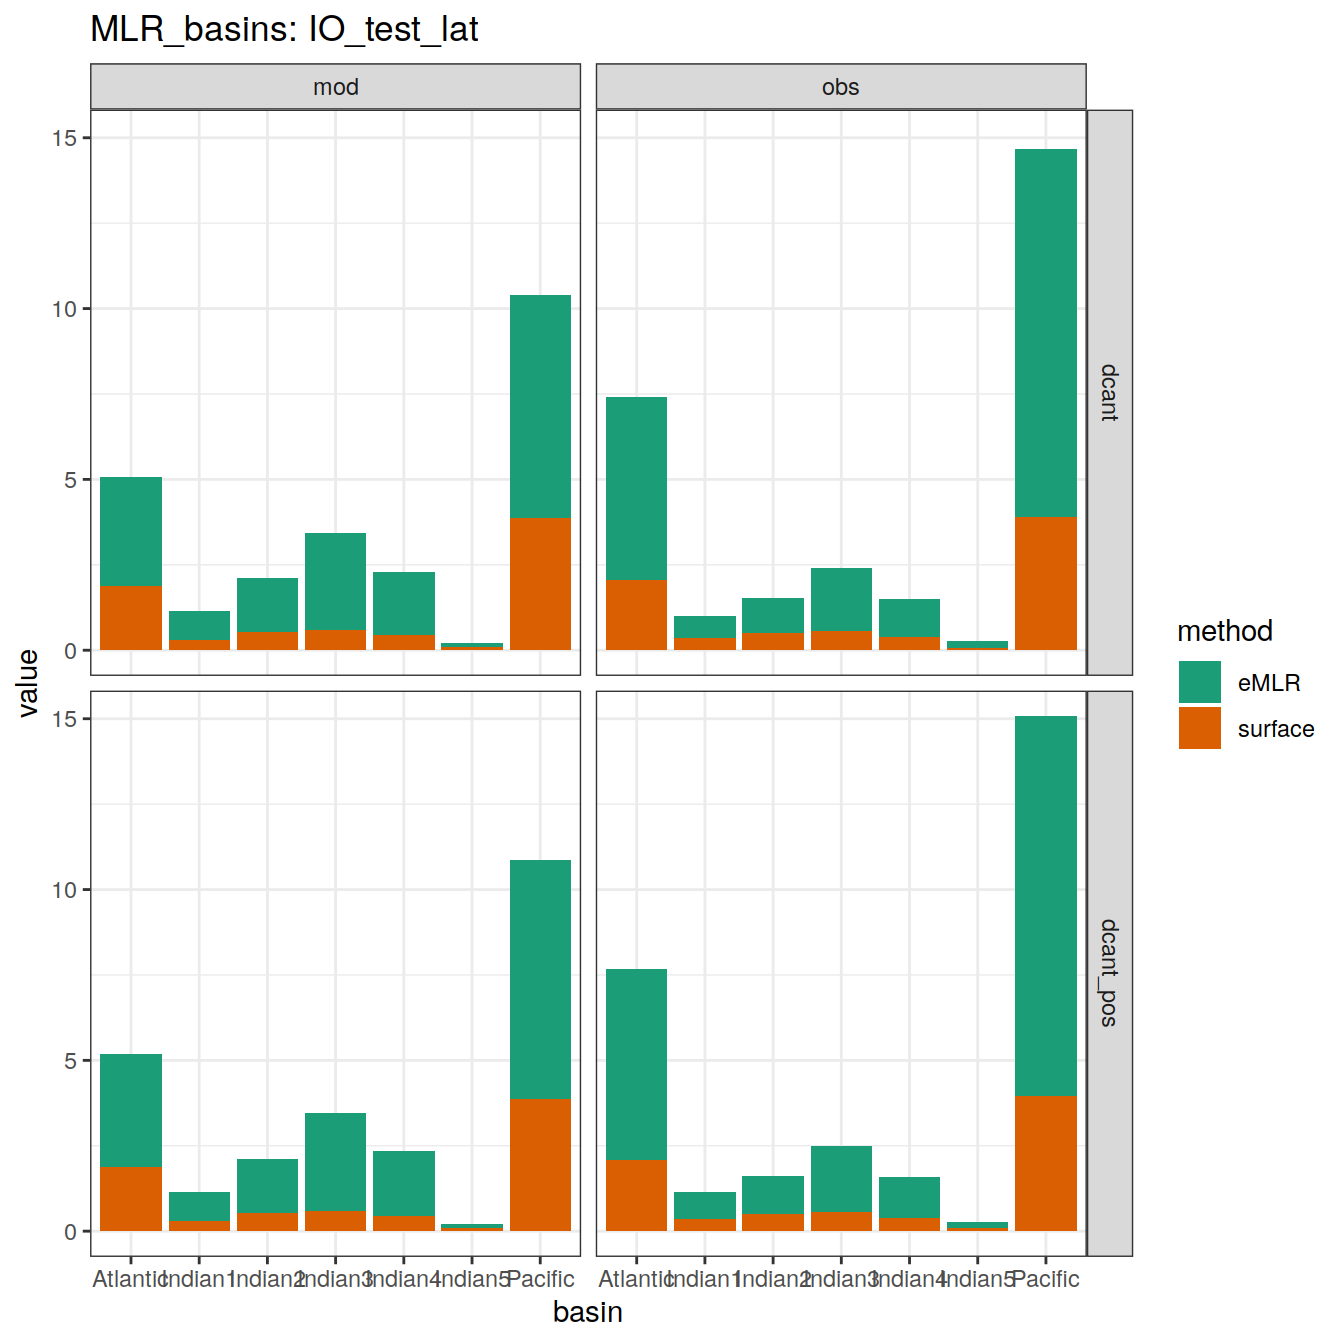 MLR_basins: IO_test_lat
mod
obs
15
10
5
0
dcant
15
10
5
0
dcant_pos
value
Atlantic Indian1 Indian2 Indian3 Indian4 Indian5 Pacific
Atlantic Indian1 Indian2 Indian3 Indian4 Indian5 Pacific
basin
method
eMLR
surface